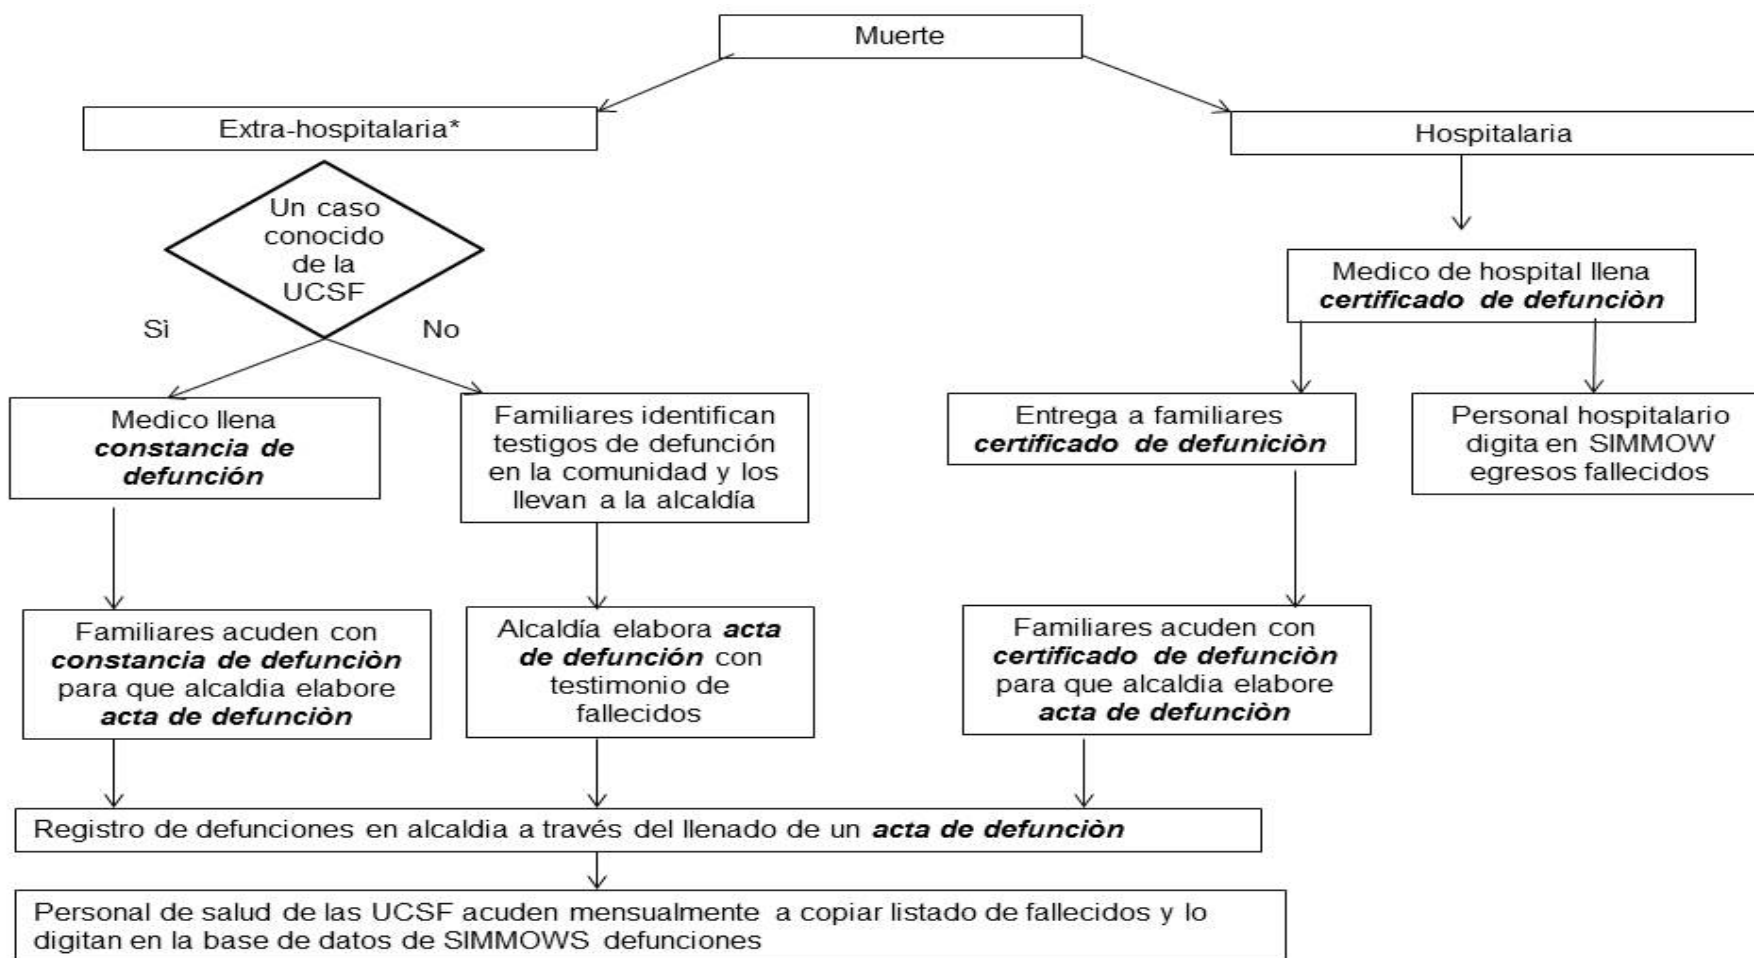 Muerte
Extra-hospitalaria*
Hospitalaria
Un caso
conocido
de la
UCSF
Sì
No
Medico de hospital llena
certificado de defunciòn
Medico llena
constancia de
defunción
Familiares identifican
testigos de defunción
en la comunidad y los
llevan a la alcaldía
Entrega a familiares
certificado de defuniciòn
Personal hospitalario
digita en SIMMOW
egresos fallecidos
Familiares acuden con
constancia de defunciòn
para que alcaldia elabore
acta de defunciòn
Alcaldía elabora acta
de defunción con
testimonio de
fallecidos
Familiares acuden con
certificado de defunciòn
para que alcaldia elabore
acta de defunciòn
Registro de defunciones en alcaldia a través del llenado de un acta de defunciòn
Personal de salud de las UCSF acuden mensualmente a copiar listado de fallecidos y lo
digitan en la base de datos de SIMMOWS defunciones